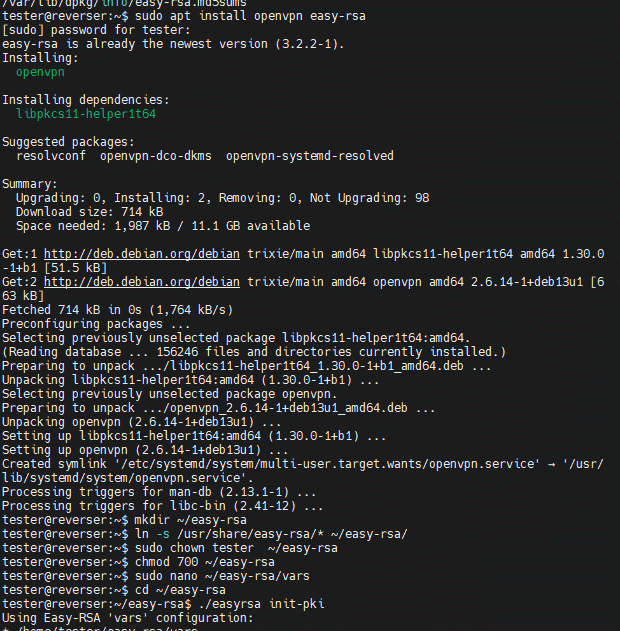 /var/lib/dpkg/info/easy-rsa.md5sums
tester@reverser:~$ sudo apt install openvpn easy-rsa
[sudo] password for tester:
easy-rsa is already the newest version (3.2.2-1).
Installing:
  openvpn

Installing dependencies:
  libpkcs11-helper1t64

Suggested packages:
  resolvconf  openvpn-dco-dkms  openvpn-systemd-resolved

Summary:
  Upgrading: 0, Installing: 2, Removing: 0, Not Upgrading: 98
  Download size: 714 kB
  Space needed: 1,987 kB / 11.1 GB available

Get:1 http://deb.debian.org/debian trixie/main amd64 libpkcs11-helper1t64 amd64 1.30.0
-1+b1 [51.5 kB]
Get:2 http://deb.debian.org/debian trixie/main amd64 openvpn amd64 2.6.14-1+deb13u1 [6
63 kB]
Fetched 714 kB in 0s (1,764 kB/s)
Preconfiguring packages ...
Selecting previously unselected package libpkcs11-helper1t64:amd64.
(Reading database ... 156246 files and directories currently installed.)
Preparing to unpack .../libpkcs11-helper1t64_1.30.0-1+b1_amd64.deb ...
Unpacking libpkcs11-helper1t64:amd64 (1.30.0-1+b1) ...
Selecting previously unselected package openvpn.
Preparing to unpack .../openvpn_2.6.14-1+deb13u1_amd64.deb ...
Unpacking openvpn (2.6.14-1+deb13u1) ...
Setting up libpkcs11-helper1t64:amd64 (1.30.0-1+b1) ...
Setting up openvpn (2.6.14-1+deb13u1) ...
Created symlink '/etc/systemd/system/multi-user.target.wants/openvpn.service' → '/usr/
lib/systemd/system/openvpn.service'.
Processing triggers for man-db (2.13.1-1) ...
Processing triggers for libc-bin (2.41-12) ...
tester@reverser:~$ mkdir ~/easy-rsa
tester@reverser:~$ ln -s /usr/share/easy-rsa/* ~/easy-rsa/
tester@reverser:~$ sudo chown tester  ~/easy-rsa
tester@reverser:~$ chmod 700 ~/easy-rsa
tester@reverser:~$ sudo nano ~/easy-rsa/vars
tester@reverser:~$ cd ~/easy-rsa
tester@reverser:~/easy-rsa$ ./easyrsa init-pki
Using Easy-RSA 'vars' configuration:
* /home/tester/easy-rsa/vars